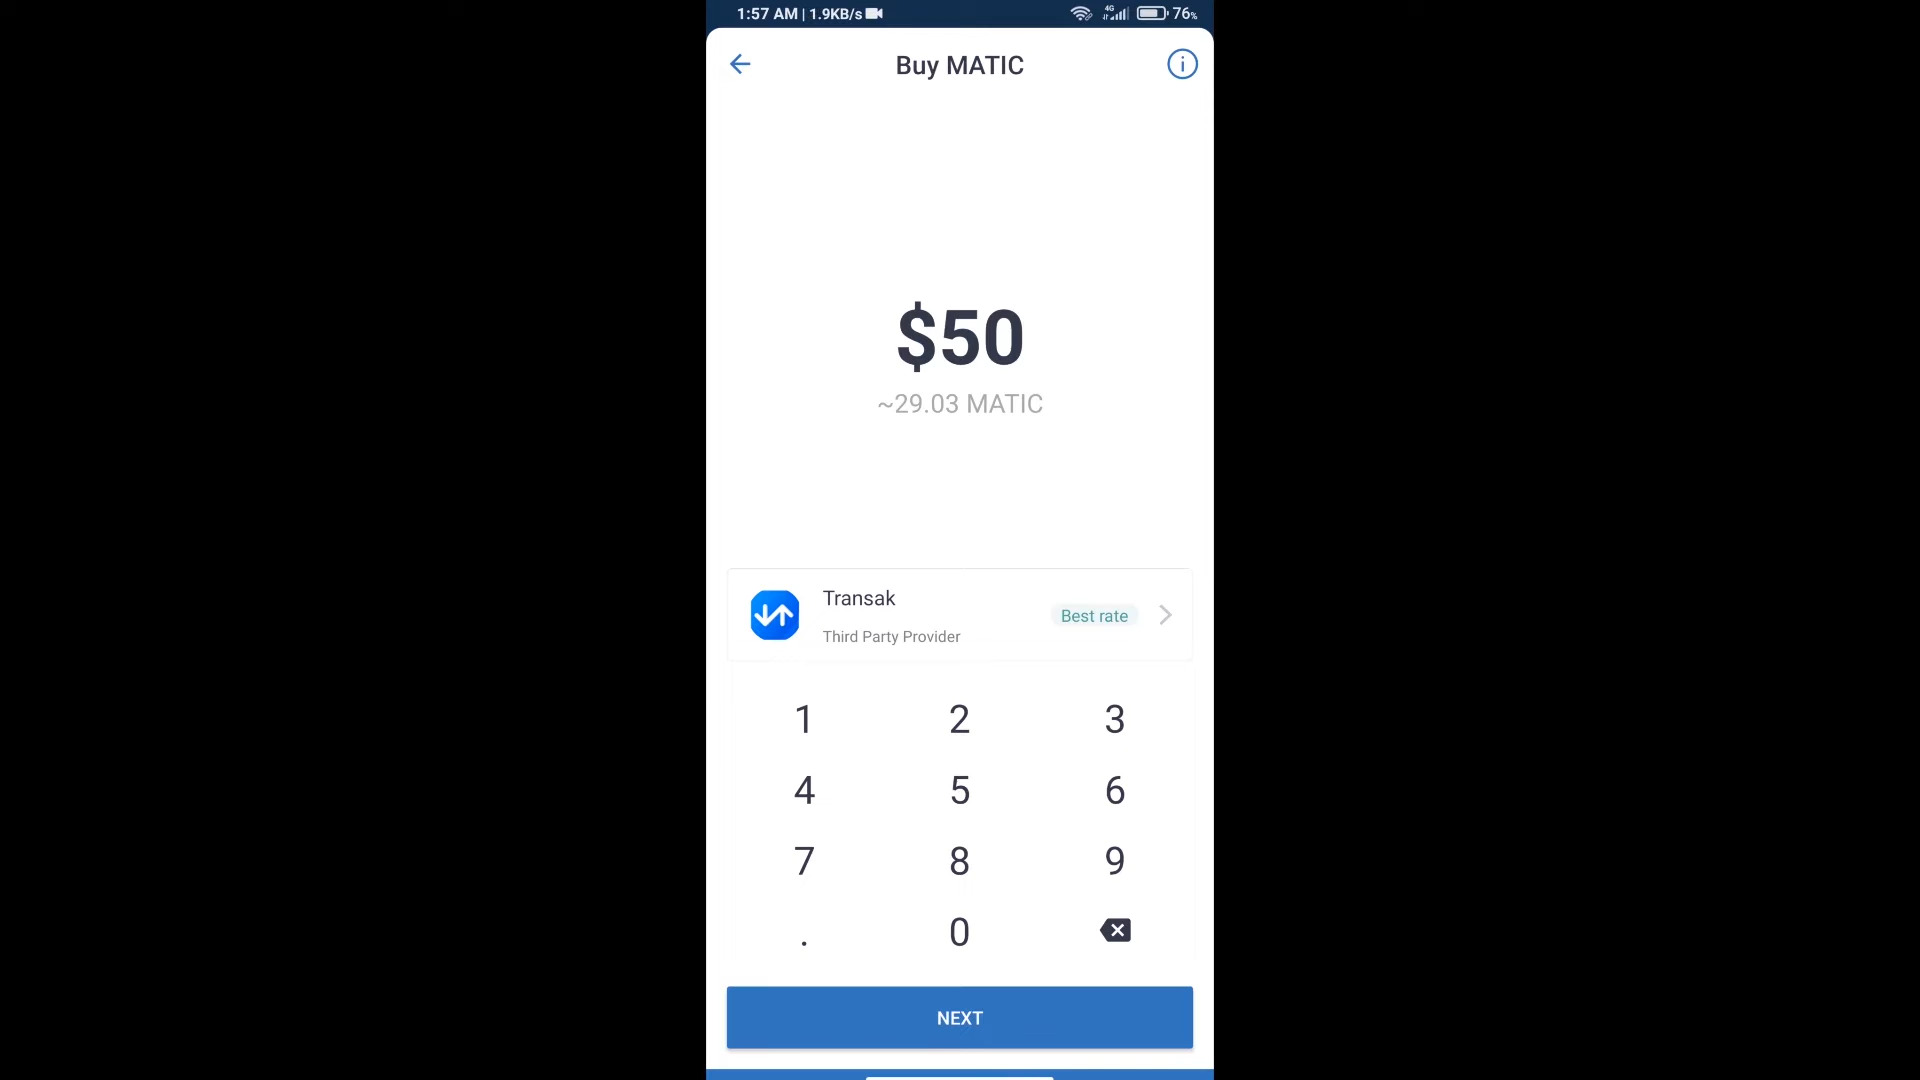 1:57 AM | 1.9KB/s 4G 76%
Buy MATIC
$50
~29.03 MATIC
Transak
Third Party Provider
Best rate
1 2 3
4 5 6
7 8 9
. 0
NEXT